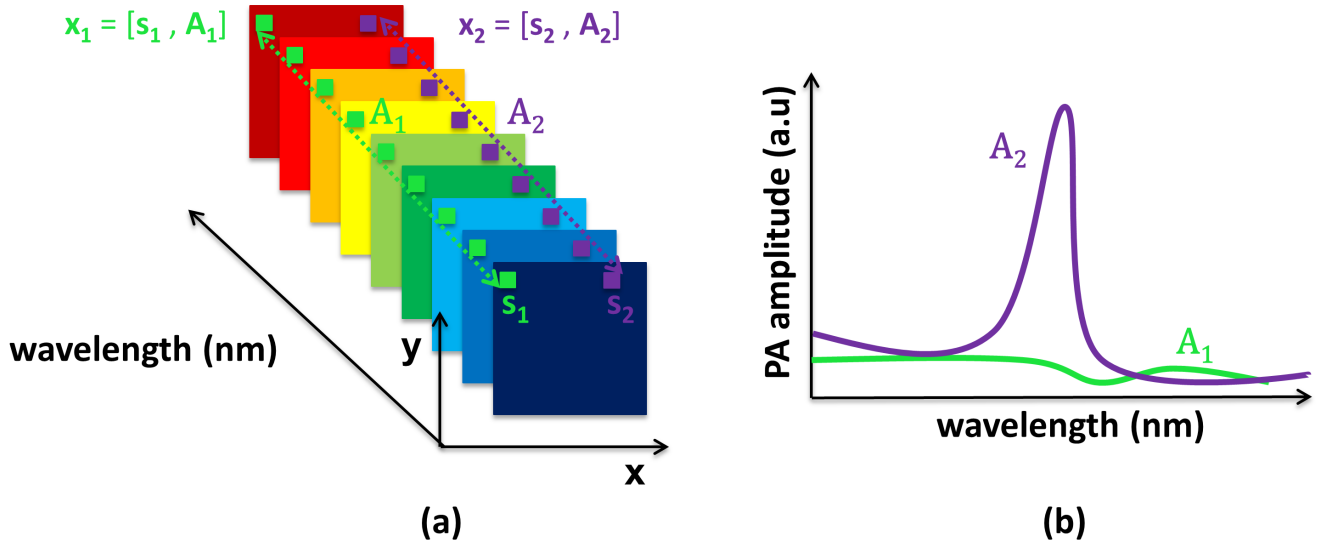 x₁ = [s₁ , A₁]
x₂ = [s₂ , A₂]
A₁
A₂
s₁
s₂
wavelength (nm)
y
x
(a)
PA amplitude (a.u)
A₂
A₁
wavelength (nm)
(b)